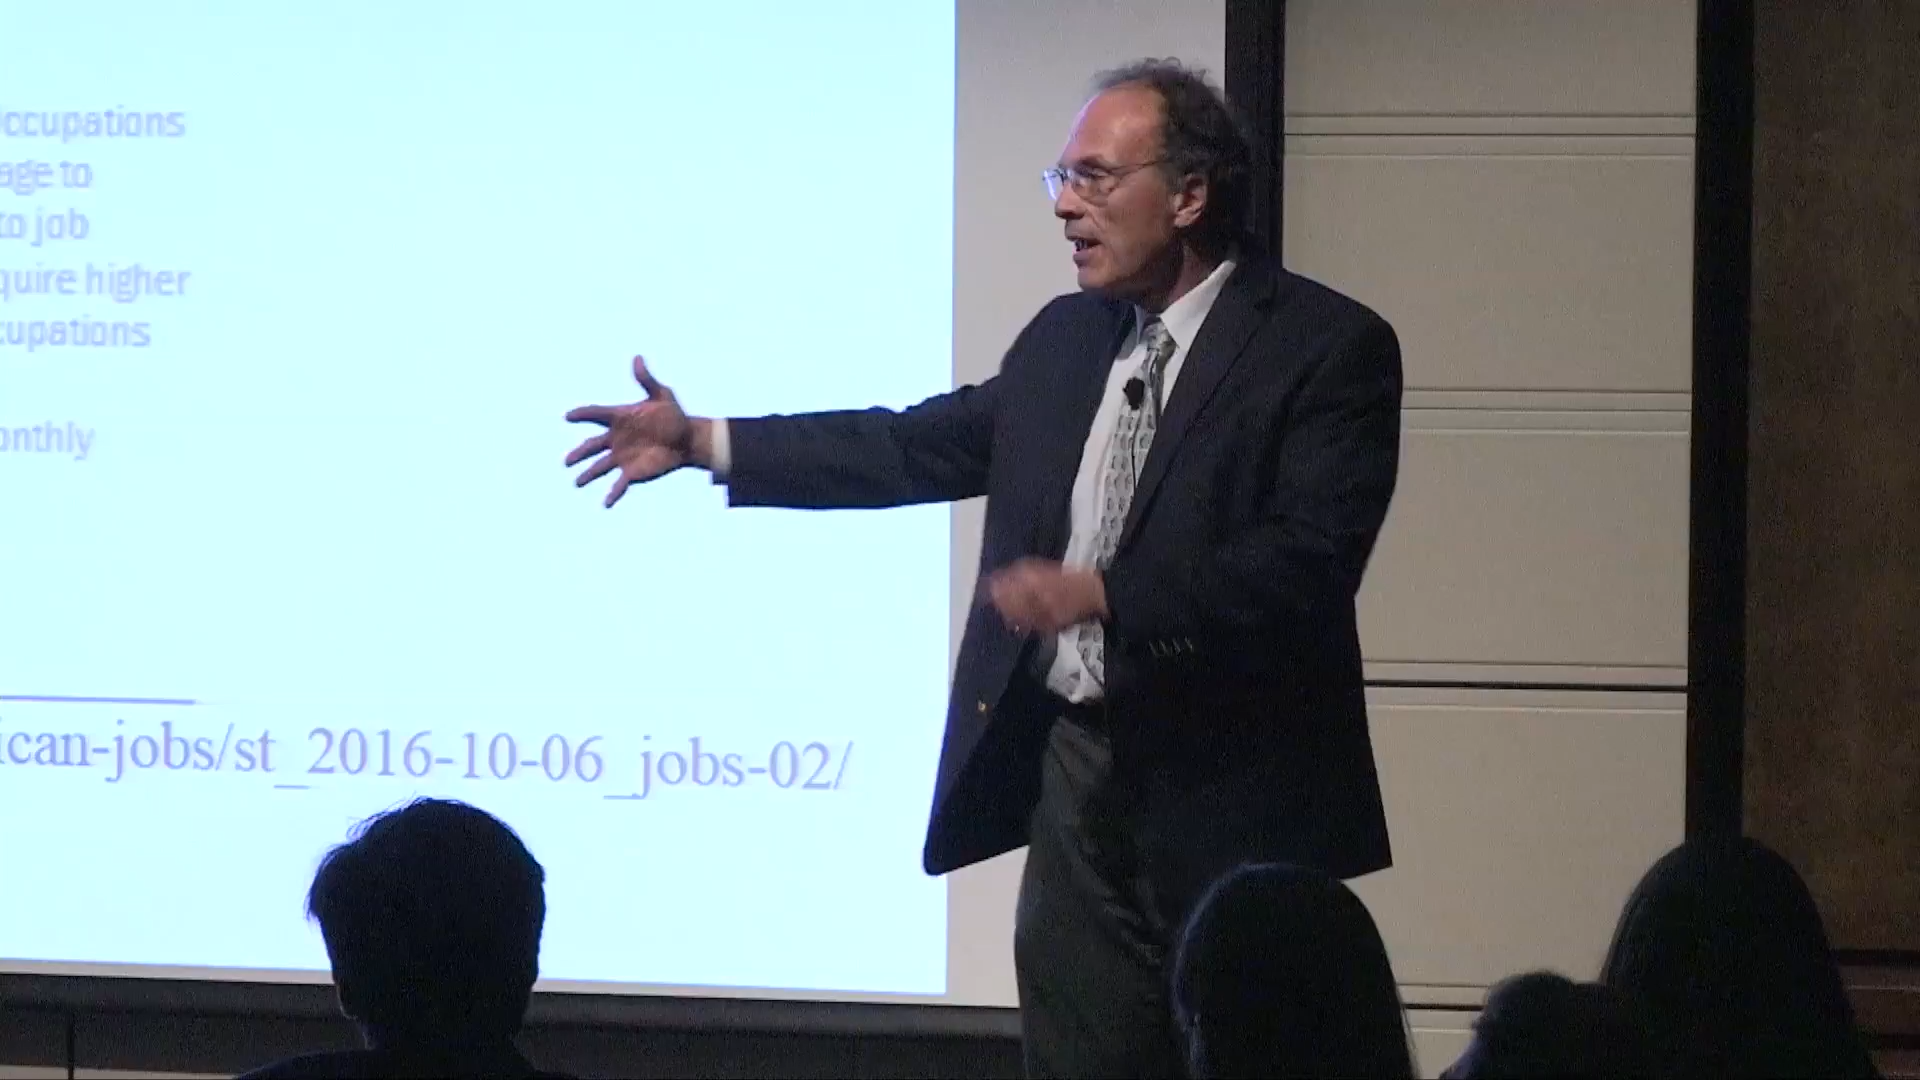 ccupations
age to
to job
quire higher
cupations
onthly
ican-jobs/st_2016-10-06_jobs-02/